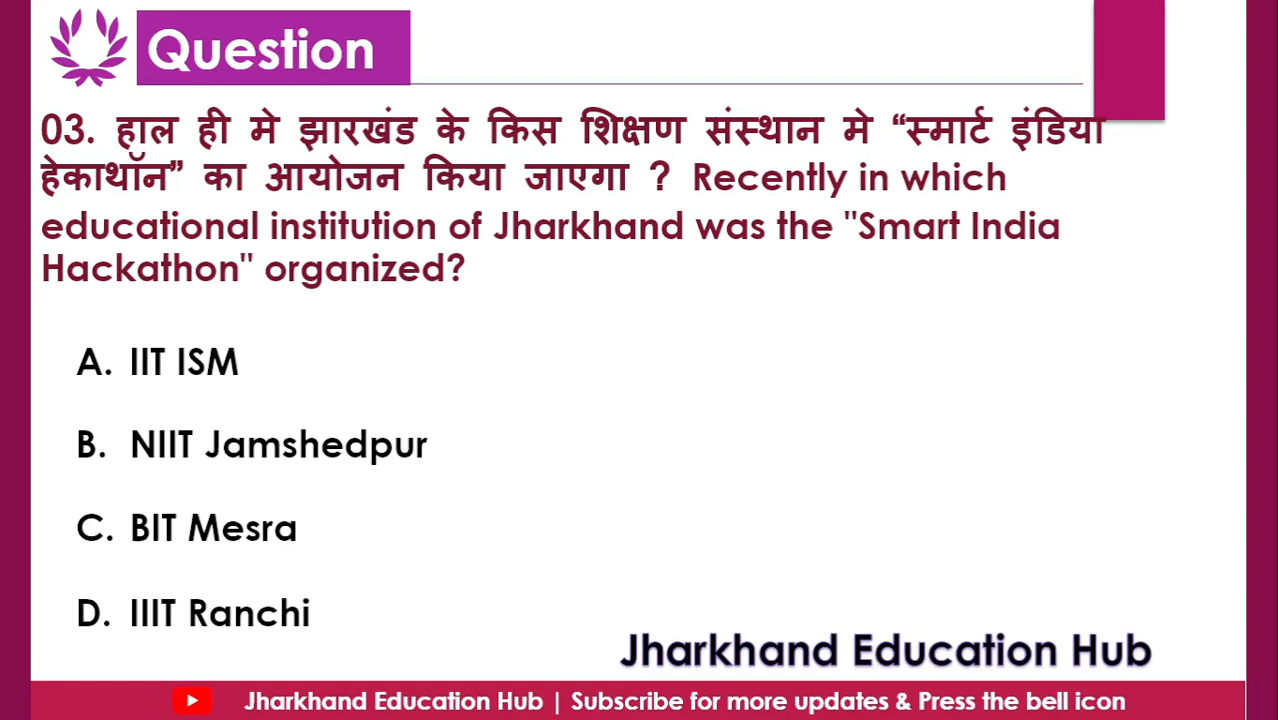 Question
03. हाल ही मे झारखंड के किस शिक्षण संस्थान मे “स्मार्ट इंडिया
हेकाथॉन” का आयोजन किया जाएगा ? Recently in which
educational institution of Jharkhand was the "Smart India
Hackathon" organized?
A. IIT ISM
B. NIIT Jamshedpur
C. BIT Mesra
D. IIIT Ranchi
Jharkhand Education Hub
Jharkhand Education Hub | Subscribe for more updates & Press the bell icon